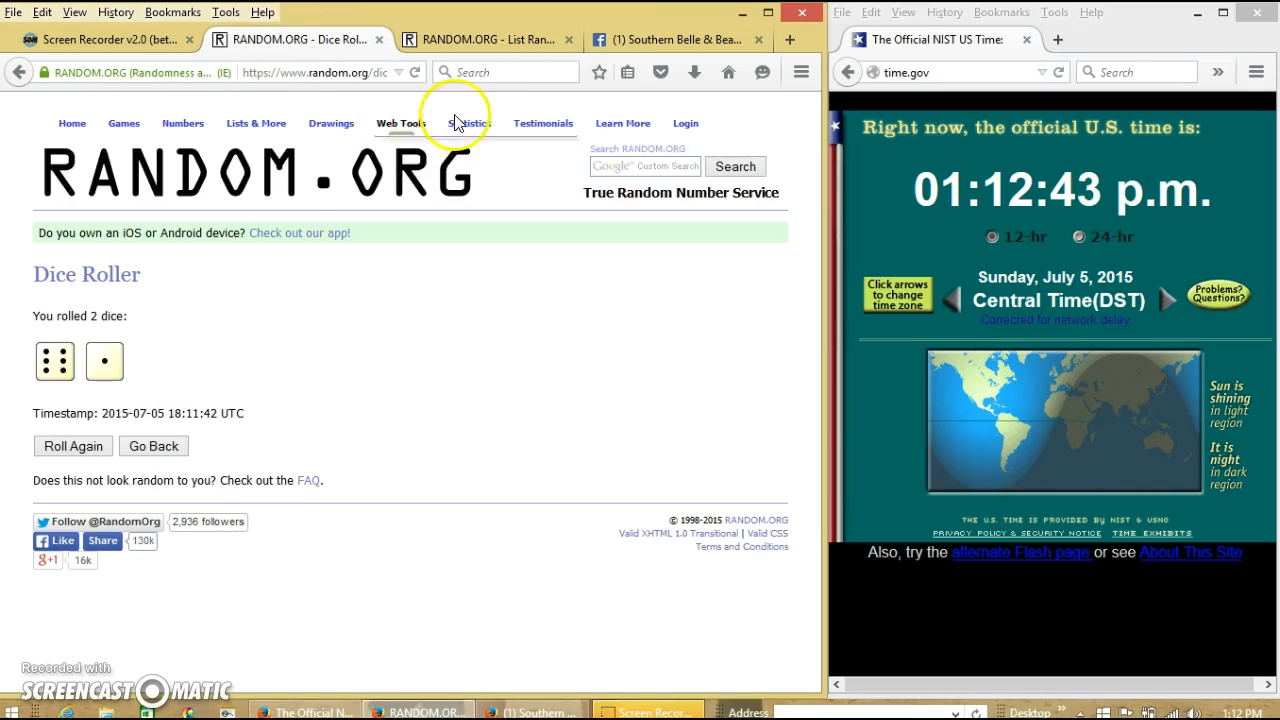 File Edit View History Bookmarks Tools Help
Screen Recorder v2.0 (bet...
RANDOM.ORG - Dice Rol...
RANDOM.ORG - List Ran...
(1) Southern Belle & Bea...
RANDOM.ORG (Randomness a... (IE)
https://www.random.org/dic
Search
Home Games Numbers Lists & More Drawings Web Tools Statistics Testimonials Learn More Login
RANDOM.ORG
Search RANDOM.ORG
Google Custom Search
Search
True Random Number Service
Do you own an iOS or Android device? Check out our app!
Dice Roller
You rolled 2 dice:
Timestamp: 2015-07-05 18:11:42 UTC
Roll Again
Go Back
Does this not look random to you? Check out the FAQ.
Follow @RandomOrg
2,936 followers
Like
Share
130k
g+1
16k
© 1998-2015 RANDOM.ORG
Valid XHTML 1.0 Transitional | Valid CSS
Terms and Conditions
Recorded with
SCREENCAST-O-MATIC
File Edit View History Bookmarks Tools Help
The Official NIST US Time:
time.gov
Search
Right now, the official U.S. time is:
01:12:43 p.m.
12-hr
24-hr
Click arrows
to change
time zone
Sunday, July 5, 2015
Central Time(DST)
Corrected for network delay
Problems?
Questions?
Sun is
shining
in light
region
It is
night
in dark
region
THE U.S. TIME IS PROVIDED BY NIST & USNO
PRIVACY POLICY & SECURITY NOTICE
TIME EXHIBITS
Also, try the alternate Flash page or see About This Site
The Official N...
RANDOM.OR...
(1) Southern ...
Screen Recor...
Address
Desktop
1:12 PM